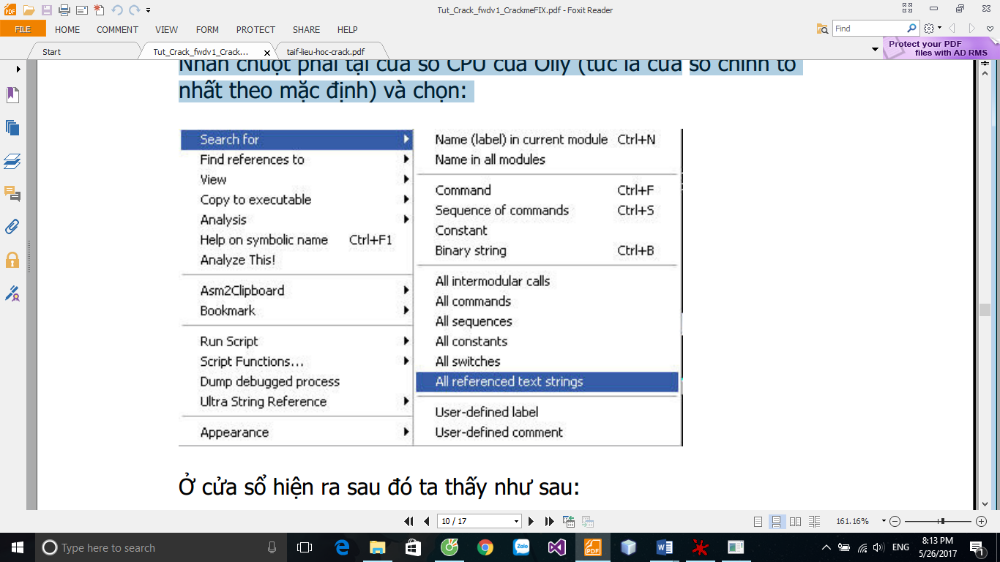 Tut_Crack_fwdv1_CrackmeFIX.pdf - Foxit Reader
FILE HOME COMMENT VIEW FORM PROTECT SHARE HELP
Find
Start
Tut_Crack_fwdv1_Crack...
taif-lieu-hoc-crack.pdf
Protect your PDF
files with AD RMS
Nhấn chuột phải tại cửa sổ CPU của Olly (tức là cửa sổ chính to
nhất theo mặc định) và chọn:
Search for
Find references to
View
Copy to executable
Analysis
Help on symbolic name Ctrl+F1
Analyze This!
Asm2Clipboard
Bookmark
Run Script
Script Functions...
Dump debugged process
Ultra String Reference
Appearance
Name (label) in current module Ctrl+N
Name in all modules
Command Ctrl+F
Sequence of commands Ctrl+S
Constant
Binary string Ctrl+B
All intermodular calls
All commands
All sequences
All constants
All switches
All referenced text strings
User-defined label
User-defined comment
Ở cửa sổ hiện ra sau đó ta thấy như sau:
10 / 17
161.16%
Type here to search
Zalo
PDF
ENG
8:13 PM
5/26/2017
1